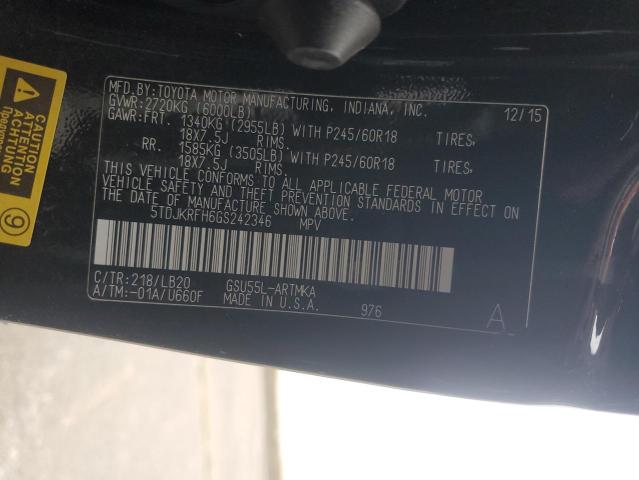 MFD.BY:TOYOTA MOTOR MANUFACTURING, INDIANA, INC. 12/15
GVWR:2720KG (6000LB)
GAWR:FRT. 1340KG (2955LB) WITH P245/60R18 TIRES,
18X7.5J RIMS.
RR. 1585KG (3505LB) WITH P245/60R18 TIRES,
18X7.5J RIMS.
THIS VEHICLE CONFORMS TO ALL APPLICABLE FEDERAL MOTOR
VEHICLE SAFETY AND THEFT PREVENTION STANDARDS IN EFFECT ON
THE DATE OF MANUFACTURE SHOWN ABOVE.
5TDJKRFH6GS242346 MPV
C/TR:218/LB20 GSU55L-ARTMKA
A/TM:-01A/U660F MADE IN U.S.A. 976 A
CAUTION
ATTENTION
ACHTUNG
9